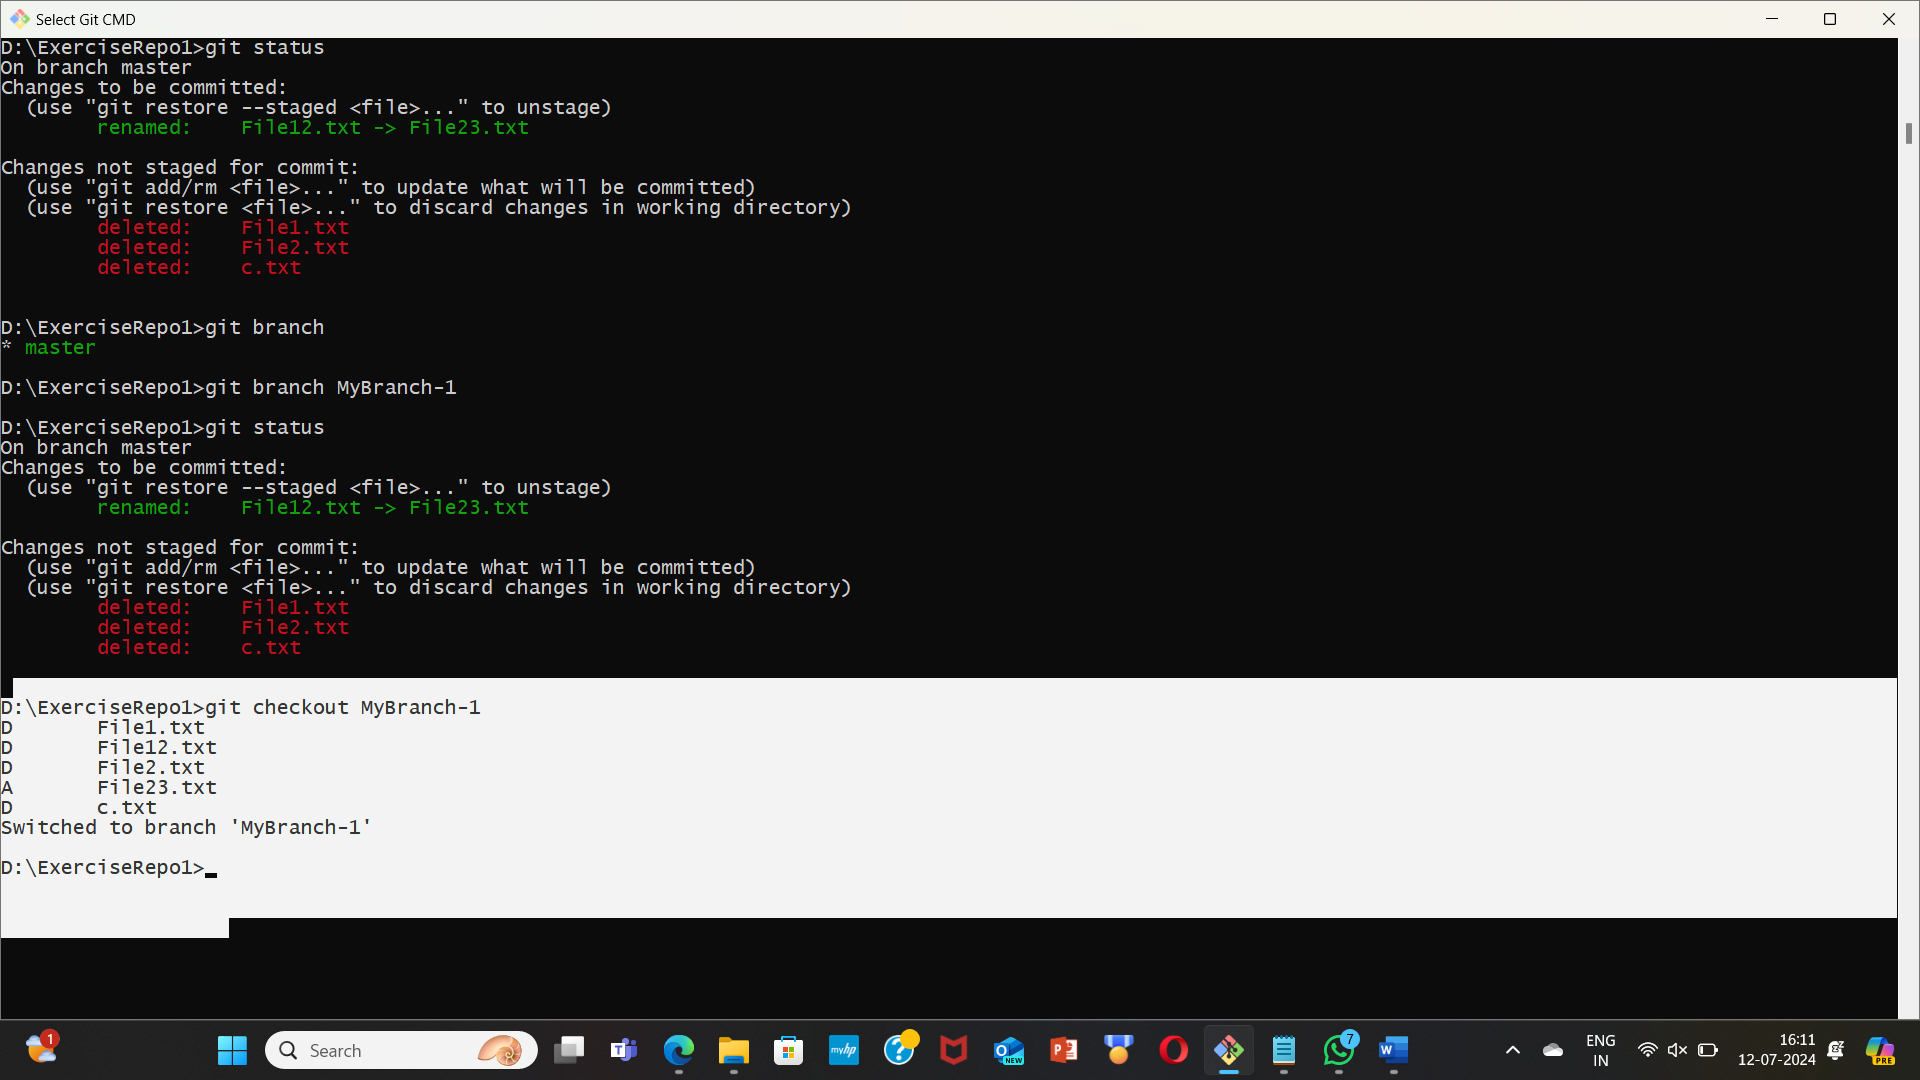 Select Git CMD
D:\ExerciseRepo1>git status
On branch master
Changes to be committed:
  (use "git restore --staged <file>..." to unstage)
        renamed:    File12.txt -> File23.txt
Changes not staged for commit:
  (use "git add/rm <file>..." to update what will be committed)
  (use "git restore <file>..." to discard changes in working directory)
        deleted:    File1.txt
        deleted:    File2.txt
        deleted:    c.txt
D:\ExerciseRepo1>git branch
* master
D:\ExerciseRepo1>git branch MyBranch-1
D:\ExerciseRepo1>git status
On branch master
Changes to be committed:
  (use "git restore --staged <file>..." to unstage)
        renamed:    File12.txt -> File23.txt
Changes not staged for commit:
  (use "git add/rm <file>..." to update what will be committed)
  (use "git restore <file>..." to discard changes in working directory)
        deleted:    File1.txt
        deleted:    File2.txt
        deleted:    c.txt
D:\ExerciseRepo1>git checkout MyBranch-1
D       File1.txt
D       File12.txt
D       File2.txt
A       File23.txt
D       c.txt
Switched to branch 'MyBranch-1'
D:\ExerciseRepo1>
1
Search
myhp
NEW
7
ENG
IN
16:11
12-07-2024
PRE